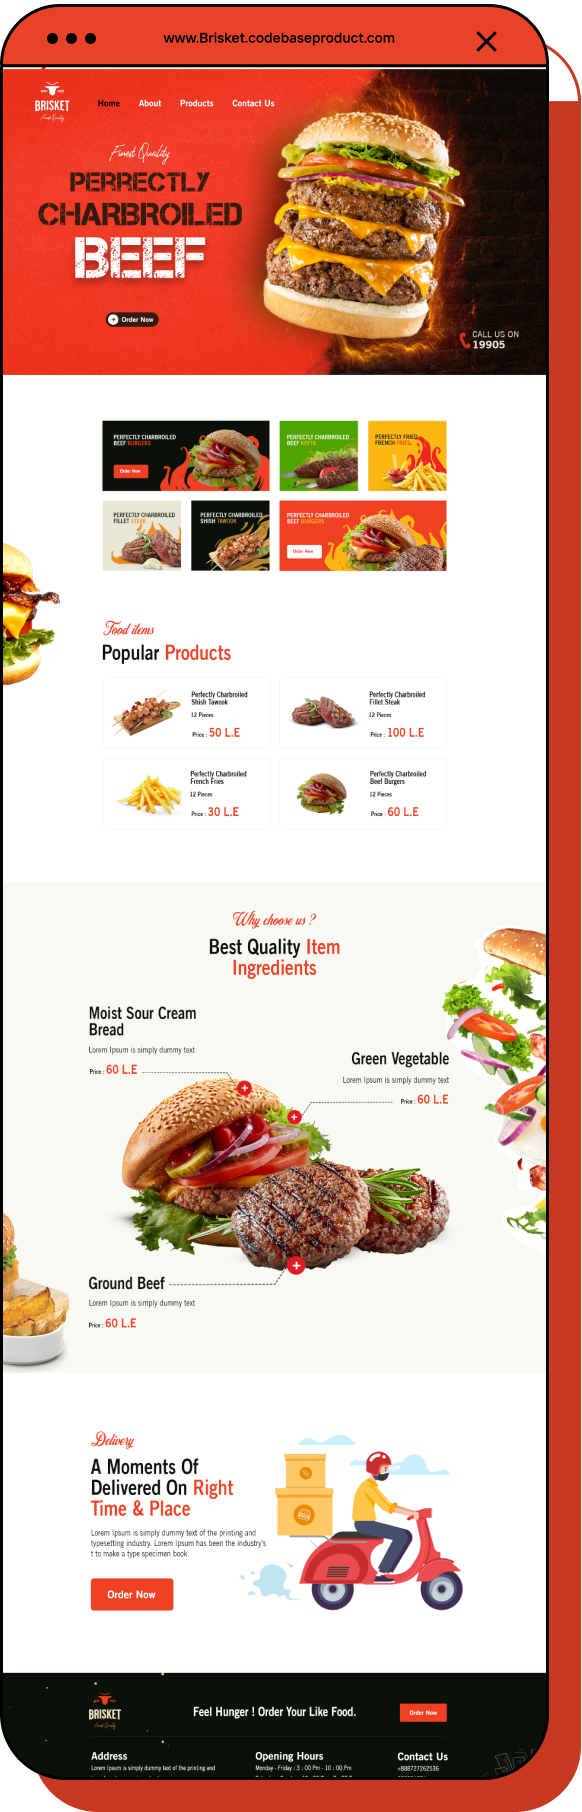 www.Brisket.codebaseproduct.com
BRISKET
Finest Quality
Home About Products Contact Us
Finest Quality
PERRECTLY
CHARBROILED
BEEF
Order Now
CALL US ON
19905
PERFECTLY CHARBROILED
BEEF BURGERS
Order Now
PERFECTLY CHARBROILED
BEEF KOFTA
PERFECTLY FRIED
FRENCH FRIES
PERFECTLY CHARBROILED
FILLET STEAK
PERFECTLY CHARBROILED
SHISH TAWOOK
PERFECTLY CHARBROILED
BEEF BURGERS
Order Now
Food items
Popular Products
Perfectly Charbroiled
Shish Tawook
12 Pieces
Price : 50 L.E
Perfectly Charbroiled
Fillet Steak
12 Pieces
Price : 100 L.E
Perfectly Charbroiled
French Fries
12 Pieces
Price : 30 L.E
Perfectly Charbroiled
Beef Burgers
12 Pieces
Price : 60 L.E
Why choose us ?
Best Quality Item
Ingredients
Moist Sour Cream
Bread
Lorem Ipsum is simply dummy text
Price : 60 L.E
Green Vegetable
Lorem Ipsum is simply dummy text
Price : 60 L.E
Ground Beef
Lorem Ipsum is simply dummy text
Price : 60 L.E
Delivery
A Moments Of
Delivered On Right
Time & Place
Lorem Ipsum is simply dummy text of the printing and
typesetting industry. Lorem Ipsum has been the industry's
t to make a type specimen book.
Order Now
BRISKET
Finest Quality
Feel Hunger ! Order Your Like Food.
Order Now
Address
Lorem Ipsum is simply dummy text of the printing and
Opening Hours
Monday - Friday : 3 : 00 Pm - 10 : 00 Pm
Contact Us
+888727262536